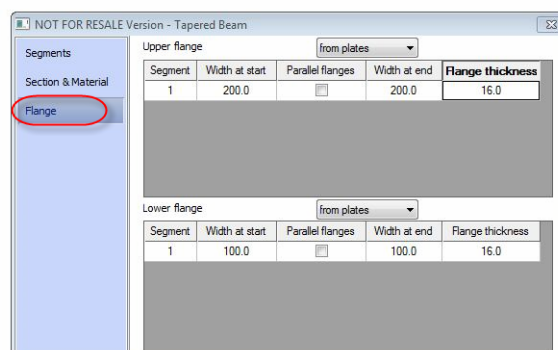 NOT FOR RESALE Version - Tapered Beam
Segments
Section & Material
Flange
Upper flange
from plates
Segment Width at start Parallel flanges Width at end Flange thickness
1 200.0 200.0 16.0
Lower flange
from plates
Segment Width at start Parallel flanges Width at end Flange thickness
1 100.0 100.0 16.0